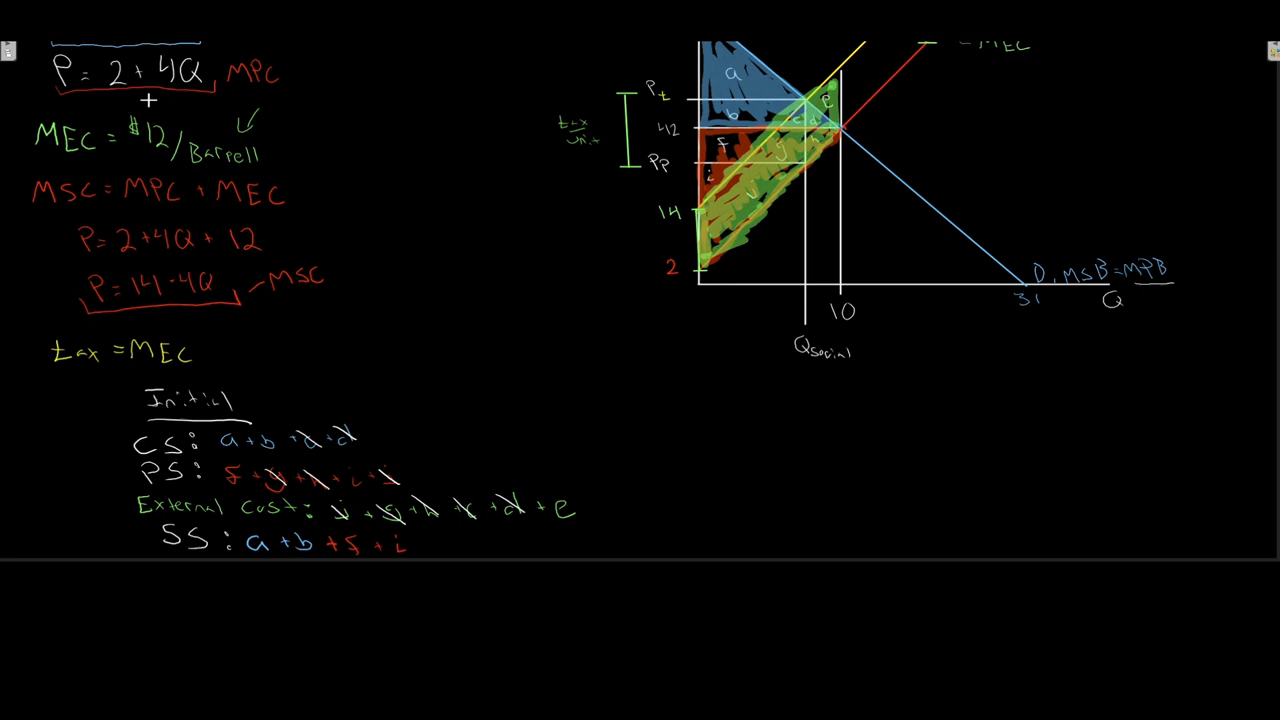 P = 2 + 4Q, MPC
+
MEC = $12 / Barrell
MSC = MPC + MEC
P = 2+4Q + 12
P = 14 + 4Q - MSC
tax = MEC
Initial
CS: a + b + c + d
PS: f + g + h + i + j
External cost: j + g + h + c + d + e
SS: a + b + f + i
= MEC
a
P t
e
b
c d
tax/unit
42
f
g
h
Pp
i
j
14
2
D, MSB = MPB
31
Q
10
Qsocial